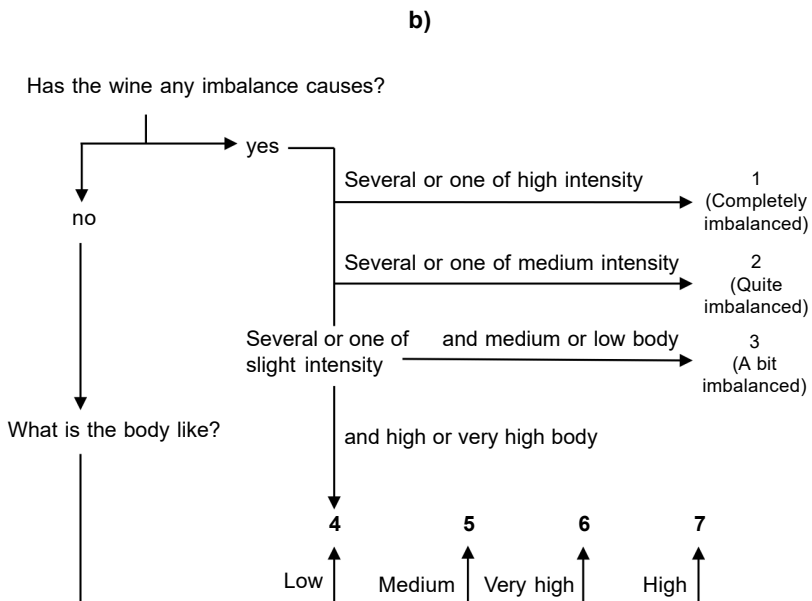 b)
Has the wine any imbalance causes?
yes
Several or one of high intensity
1
(Completely
imbalanced)
no
Several or one of medium intensity
2
(Quite
imbalanced)
Several or one of
slight intensity
and medium or low body
3
(A bit
imbalanced)
What is the body like?
and high or very high body
4
5
6
7
Low
Medium
Very high
High